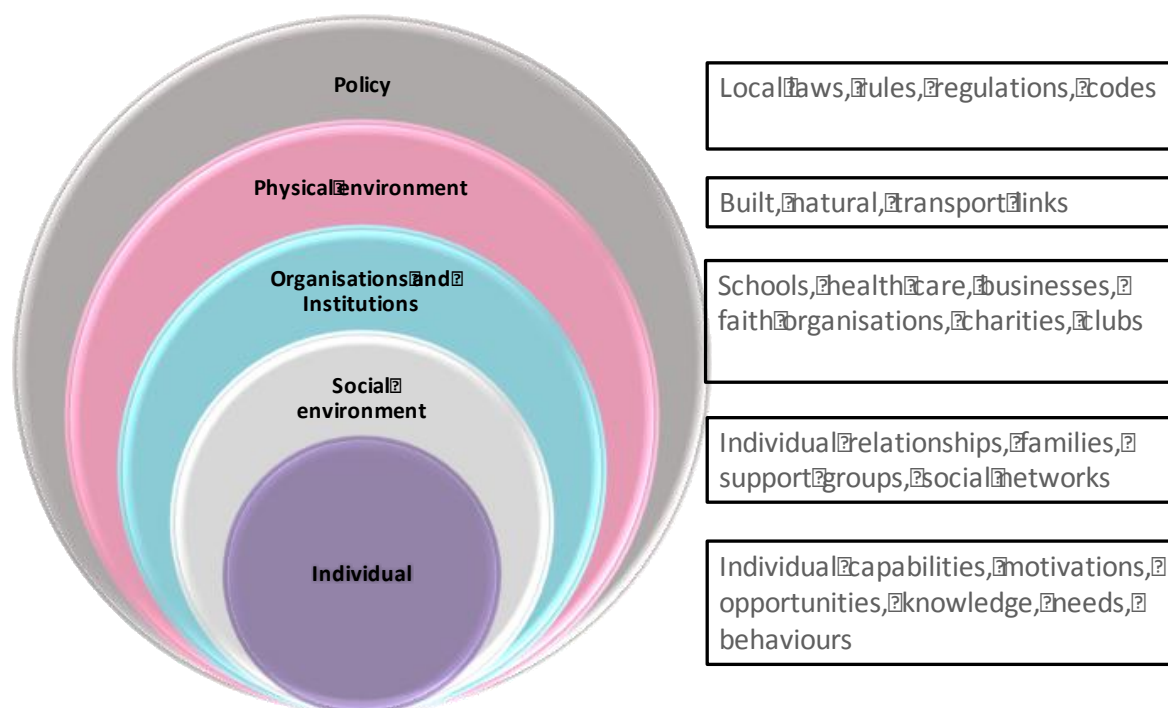 Policy
Local⍰laws,⍰rules,⍰regulations,⍰codes
Physical⍰environment
Built,⍰natural,⍰transport⍰links
Organisations⍰and⍰
Institutions
Schools,⍰health⍰care,⍰businesses,⍰
faith⍰organisations,⍰charities,⍰clubs
Social⍰
environment
Individual⍰relationships,⍰families,⍰
support⍰groups,⍰social⍰networks
Individual
Individual⍰capabilities,⍰motivations,⍰
opportunities,⍰knowledge,⍰needs,⍰
behaviours